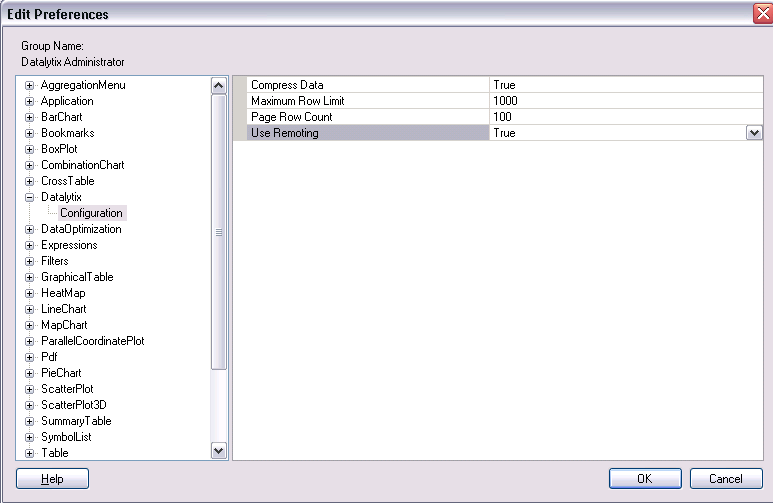 Edit Preferences
Group Name:
Datalytix Administrator
AggregationMenu
Application
BarChart
Bookmarks
BoxPlot
CombinationChart
CrossTable
Datalytix
Configuration
DataOptimization
Expressions
Filters
GraphicalTable
HeatMap
LineChart
MapChart
ParallelCoordinatePlot
Pdf
PieChart
ScatterPlot
ScatterPlot3D
SummaryTable
SymbolList
Table
Compress Data True
Maximum Row Limit 1000
Page Row Count 100
Use Remoting True
Help OK Cancel